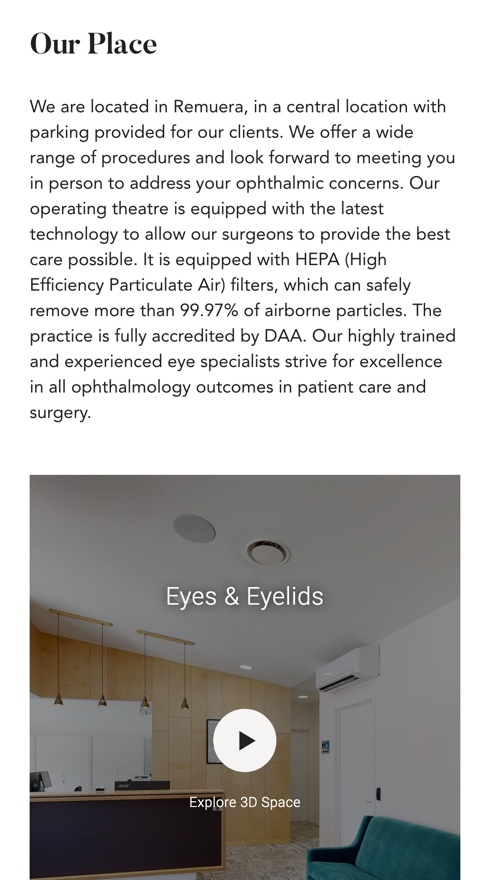 Our Place
We are located in Remuera, in a central location with
parking provided for our clients. We offer a wide
range of procedures and look forward to meeting you
in person to address your ophthalmic concerns. Our
operating theatre is equipped with the latest
technology to allow our surgeons to provide the best
care possible. It is equipped with HEPA (High
Efficiency Particulate Air) filters, which can safely
remove more than 99.97% of airborne particles. The
practice is fully accredited by DAA. Our highly trained
and experienced eye specialists strive for excellence
in all ophthalmology outcomes in patient care and
surgery.
Eyes & Eyelids
Explore 3D Space